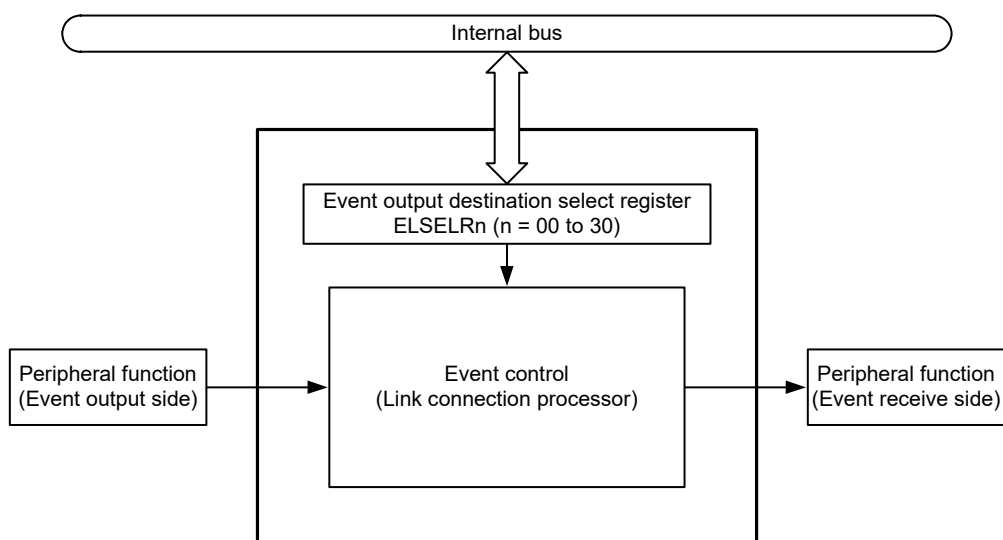 Internal bus
Event output destination select register
ELSELRn (n = 00 to 30)
Event control
(Link connection processor)
Peripheral function
(Event output side)
Peripheral function
(Event receive side)